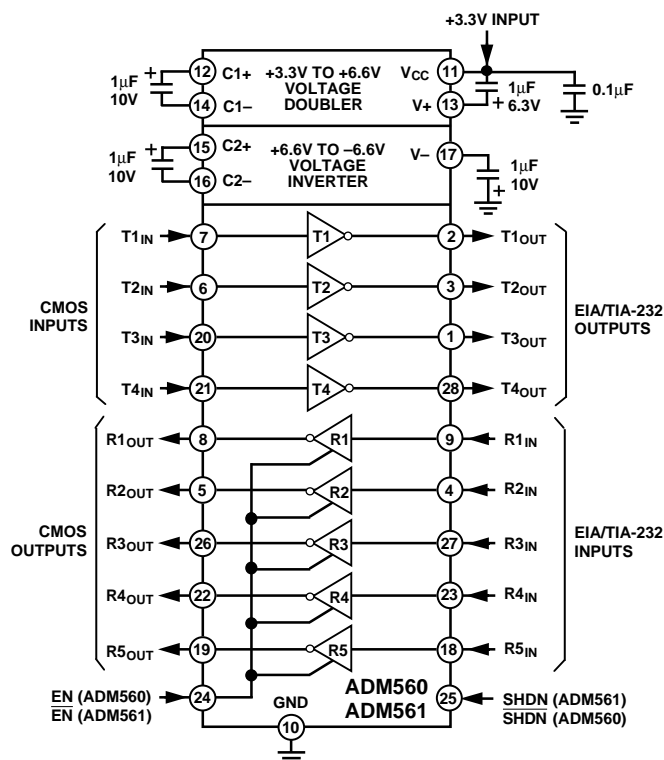 +3.3V INPUT
12 C1+ +3.3V TO +6.6V VCC 11
1µF + 10V
VOLTAGE
DOUBLER
14 C1– V+ 13
1µF
+ 6.3V
0.1µF
15 C2+ +6.6V TO –6.6V V– 17
1µF + 10V
VOLTAGE
INVERTER
16 C2–
1µF
10V
+
CMOS
INPUTS
T1IN 7 T1 2 T1OUT
T2IN 6 T2 3 T2OUT
T3IN 20 T3 1 T3OUT
T4IN 21 T4 28 T4OUT
EIA/TIA-232
OUTPUTS
CMOS
OUTPUTS
R1OUT 8 R1 9 R1IN
R2OUT 5 R2 4 R2IN
R3OUT 26 R3 27 R3IN
R4OUT 22 R4 23 R4IN
R5OUT 19 R5 18 R5IN
EIA/TIA-232
INPUTS
EN (ADM560)
E̅N̅ (ADM561)
24
GND
10
ADM560
ADM561
25
SHDN (ADM561)
S̅H̅D̅N̅ (ADM560)